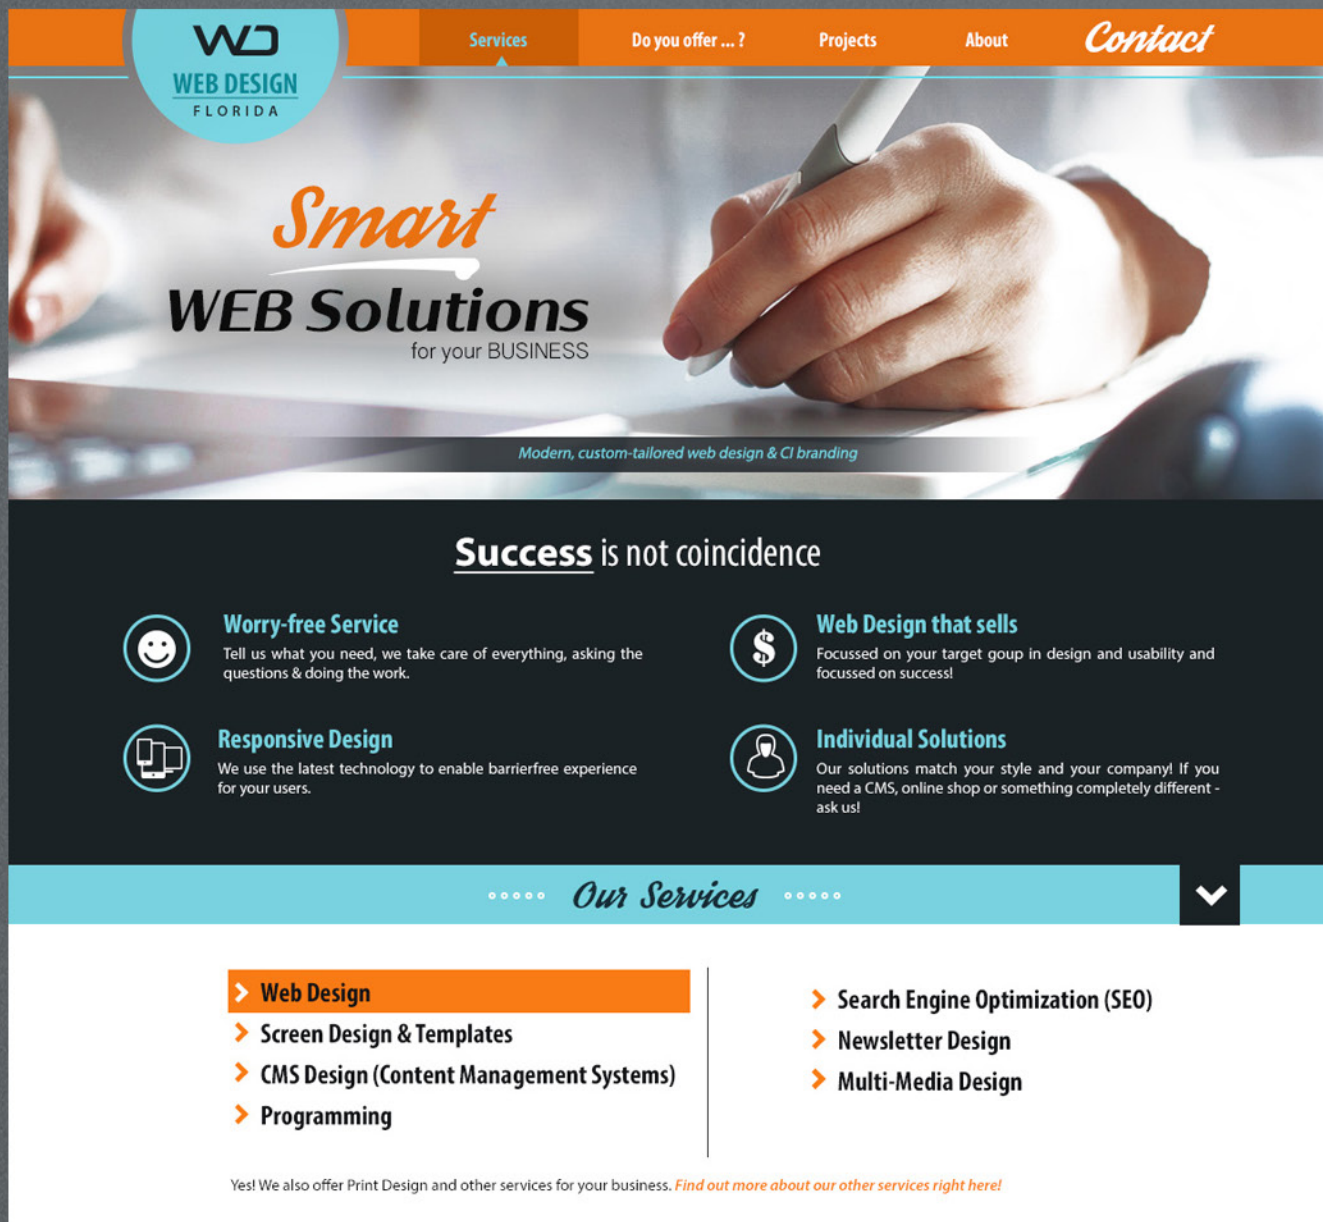 WD
WEB DESIGN
FLORIDA
Services
Do you offer ... ?
Projects
About
Contact
Smart
WEB Solutions
for your BUSINESS
Modern, custom-tailored web design & CI branding
Success is not coincidence
Worry-free Service
Tell us what you need, we take care of everything, asking the
questions & doing the work.
$
Web Design that sells
Focussed on your target goup in design and usability and
focussed on success!
Responsive Design
We use the latest technology to enable barrierfree experience
for your users.
Individual Solutions
Our solutions match your style and your company! If you
need a CMS, online shop or something completely different -
ask us!
Our Services
Web Design
Screen Design & Templates
CMS Design (Content Management Systems)
Programming
Search Engine Optimization (SEO)
Newsletter Design
Multi-Media Design
Yes! We also offer Print Design and other services for your business. Find out more about our other services right here!